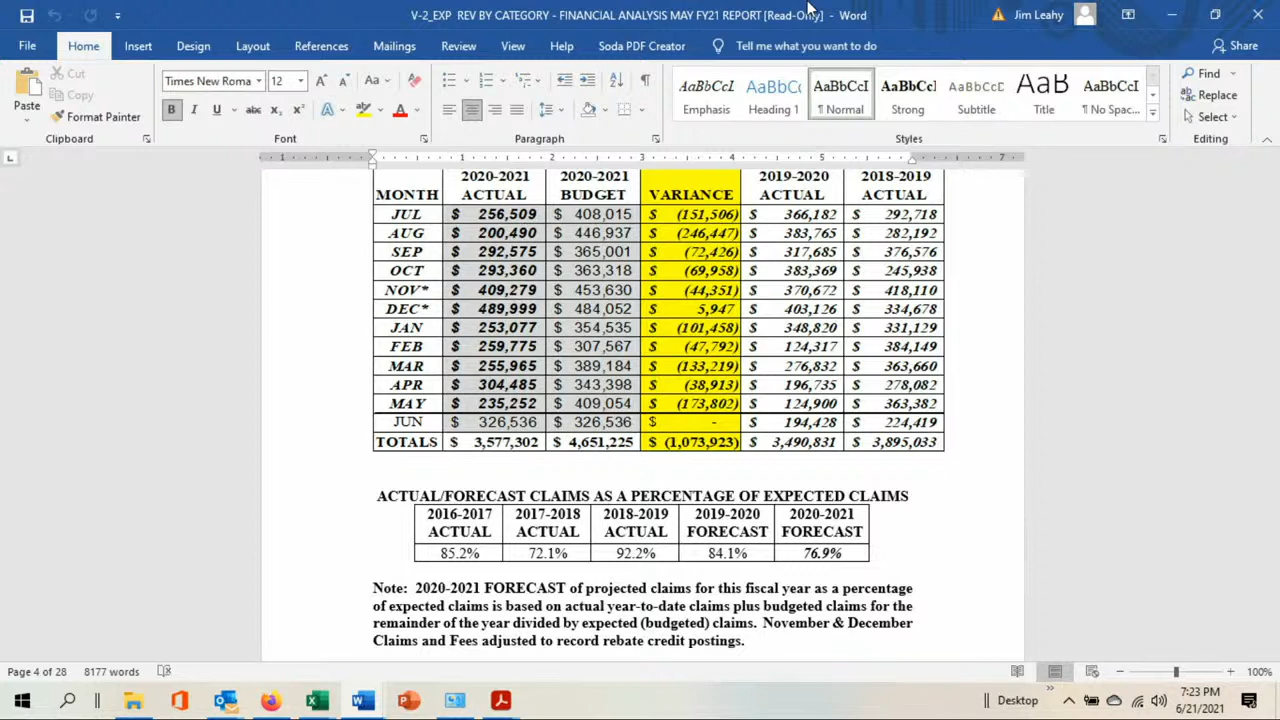 V-2_EXP REV BY CATEGORY - FINANCIAL ANALYSIS MAY FY21 REPORT [Read-Only] - Word
Jim Leahy
File Home Insert Design Layout References Mailings Review View Help Soda PDF Creator Tell me what you want to do Share
Paste
Cut
Copy
Format Painter
Clipboard
Times New Roma 12
Font
Paragraph
AaBbCcI AaBbCc AaBbCcI AaBbCcI AaBbCcI AaB AaBbCcI
Emphasis Heading 1 ¶ Normal Strong Subtitle Title ¶ No Spac...
Styles
Find
Replace
Select
Editing
1 1 2 3 4 5 6 7
2020-2021 2020-2021 2019-2020 2018-2019
MONTH ACTUAL BUDGET VARIANCE ACTUAL ACTUAL
JUL $ 256,509 $ 408,015 $ (151,506) $ 366,182 $ 292,718
AUG $ 200,490 $ 446,937 $ (246,447) $ 383,765 $ 282,192
SEP $ 292,575 $ 365,001 $ (72,426) $ 317,685 $ 376,576
OCT $ 293,360 $ 363,318 $ (69,958) $ 383,369 $ 245,938
NOV* $ 409,279 $ 453,630 $ (44,351) $ 370,672 $ 418,110
DEC* $ 489,999 $ 484,052 $ 5,947 $ 403,126 $ 334,678
JAN $ 253,077 $ 354,535 $ (101,458) $ 348,820 $ 331,129
FEB $ 259,775 $ 307,567 $ (47,792) $ 124,317 $ 384,149
MAR $ 255,965 $ 389,184 $ (133,219) $ 276,832 $ 363,660
APR $ 304,485 $ 343,398 $ (38,913) $ 196,735 $ 278,082
MAY $ 235,252 $ 409,054 $ (173,802) $ 124,900 $ 363,382
JUN $ 326,536 $ 326,536 $ - $ 194,428 $ 224,419
TOTALS $ 3,577,302 $ 4,651,225 $ (1,073,923) $ 3,490,831 $ 3,895,033
ACTUAL/FORECAST CLAIMS AS A PERCENTAGE OF EXPECTED CLAIMS
2016-2017 2017-2018 2018-2019 2019-2020 2020-2021
ACTUAL ACTUAL ACTUAL FORECAST FORECAST
85.2% 72.1% 92.2% 84.1% 76.9%
Note: 2020-2021 FORECAST of projected claims for this fiscal year as a percentage
of expected claims is based on actual year-to-date claims plus budgeted claims for the
remainder of the year divided by expected (budgeted) claims. November & December
Claims and Fees adjusted to record rebate credit postings.
Page 4 of 28 8177 words 100%
Desktop
7:23 PM
6/21/2021